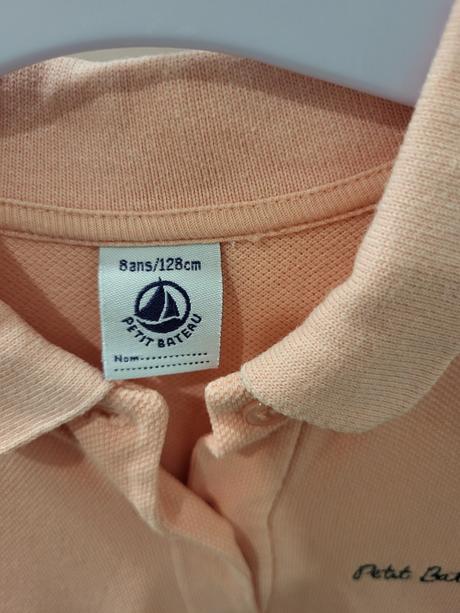 8ans/128cm
PETIT BATEAU
Nom
Petit Bat